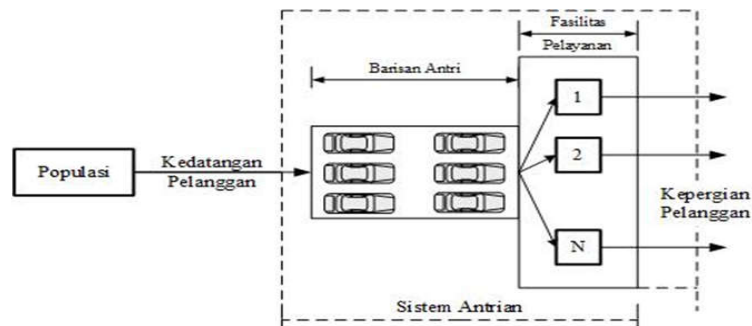 Fasilitas
Pelayanan
Barisan Antri
1
2
N
Populasi
Kedatangan
Pelanggan
Kepergian
Pelanggan
Sistem Antrian